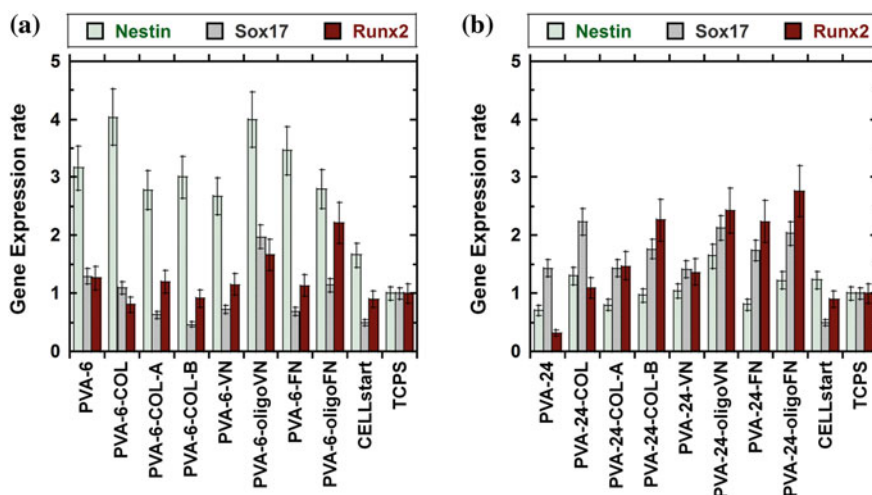 (a)
Nestin Sox17 Runx2
Gene Expression rate
5
4
3
2
1
0
PVA-6
PVA-6-COL
PVA-6-COL-A
PVA-6-COL-B
PVA-6-VN
PVA-6-oligoVN
PVA-6-FN
PVA-6-oligoFN
CELLstart
TCPS
(b)
Nestin Sox17 Runx2
Gene Expression rate
5
4
3
2
1
0
PVA-24
PVA-24-COL
PVA-24-COL-A
PVA-24-COL-B
PVA-24-VN
PVA-24-oligoVN
PVA-24-FN
PVA-24-oligoFN
CELLstart
TCPS